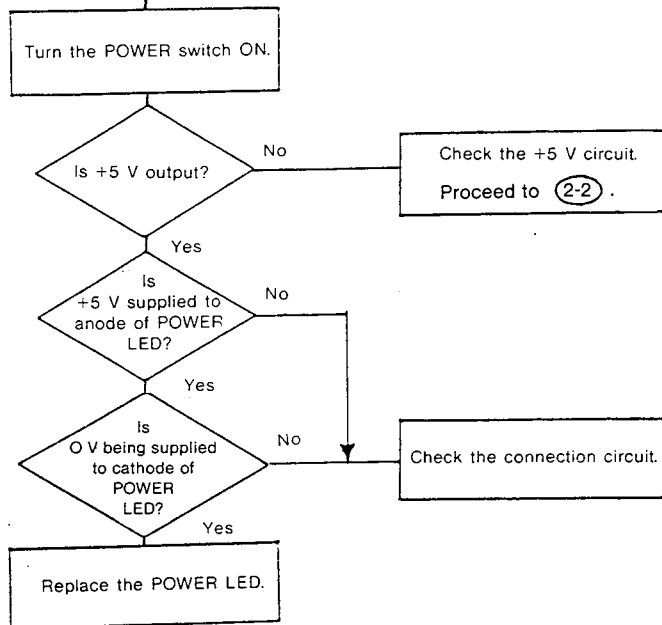 Turn the POWER switch ON.
Is +5 V output?
No
Check the +5 V circuit.
Proceed to 2-2 .
Yes
Is
+5 V supplied to
anode of POWER
LED?
No
Yes
Is
O V being supplied
to cathode of
POWER
LED?
No
Check the connection circuit.
Yes
Replace the POWER LED.